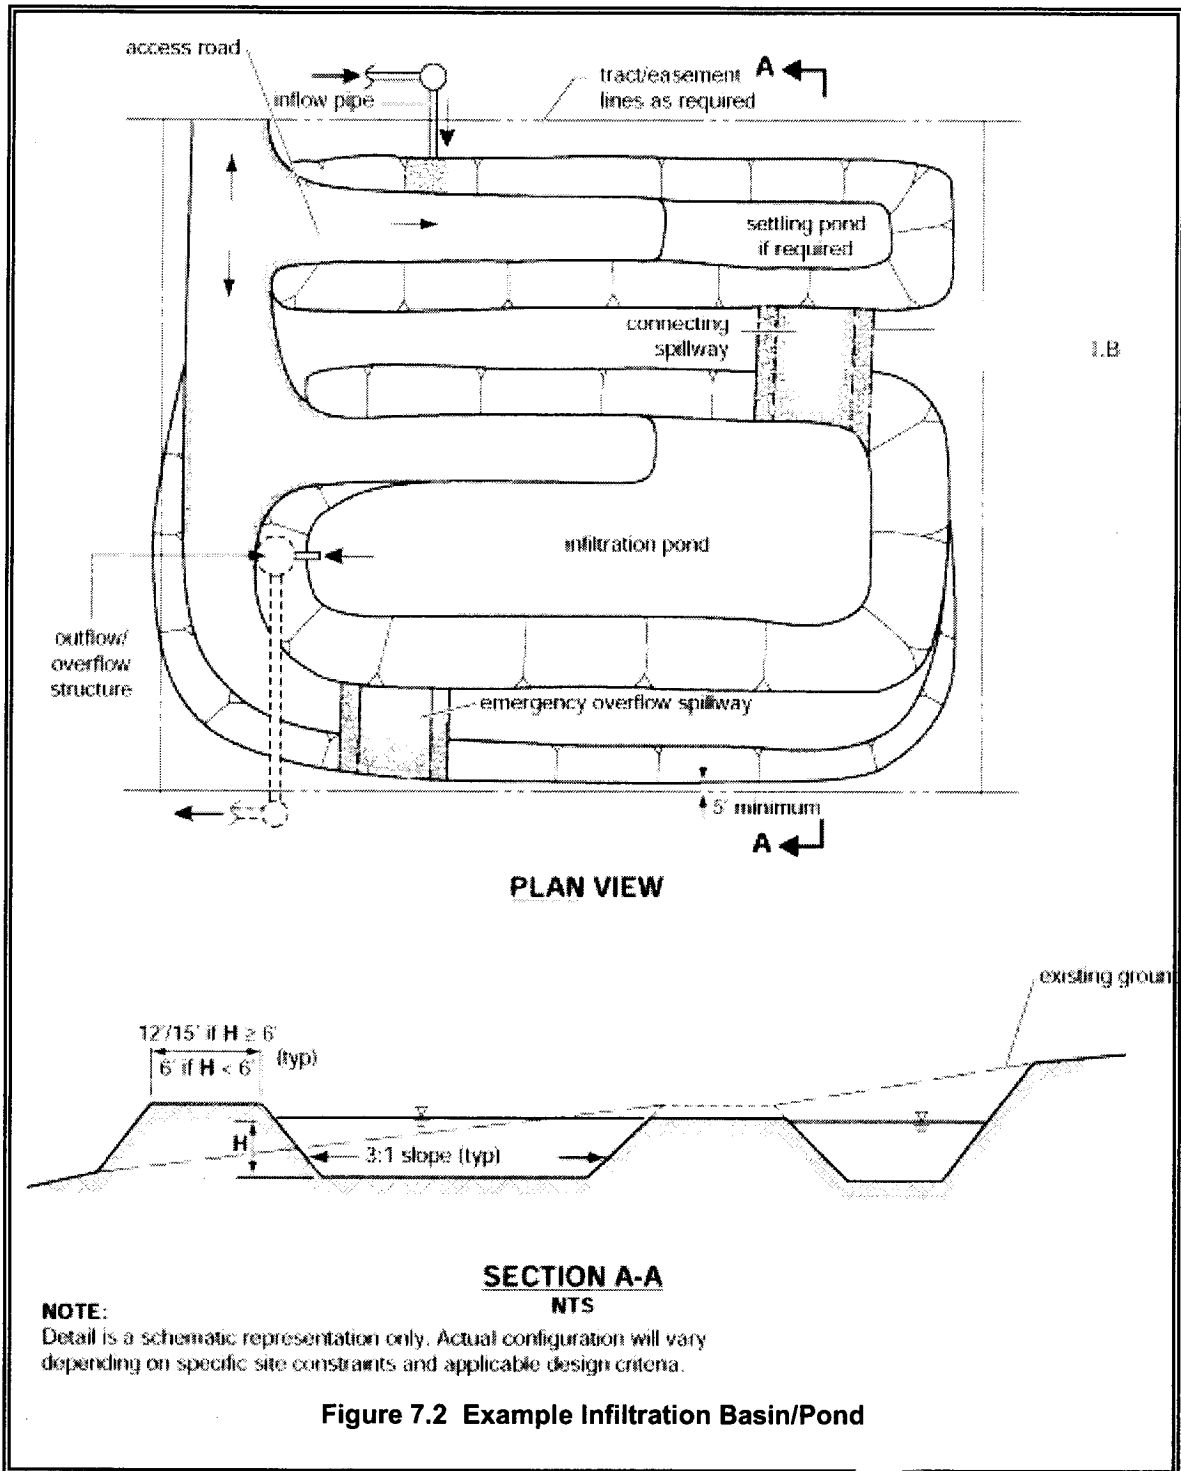 access road
inflow pipe
tract/easement
lines as required
A
settling pond
if required
connecting
spillway
1.B
infiltration pond
outflow/
overflow
structure
emergency overflow spillway
5' minimum
A
PLAN VIEW
existing ground
12'/15' if H ≥ 6'
6' if H < 6'
(typ)
H
3:1 slope (typ)
SECTION A-A
NTS
NOTE:
Detail is a schematic representation only. Actual configuration will vary
depending on specific site constraints and applicable design criteria.
Figure 7.2 Example Infiltration Basin/Pond